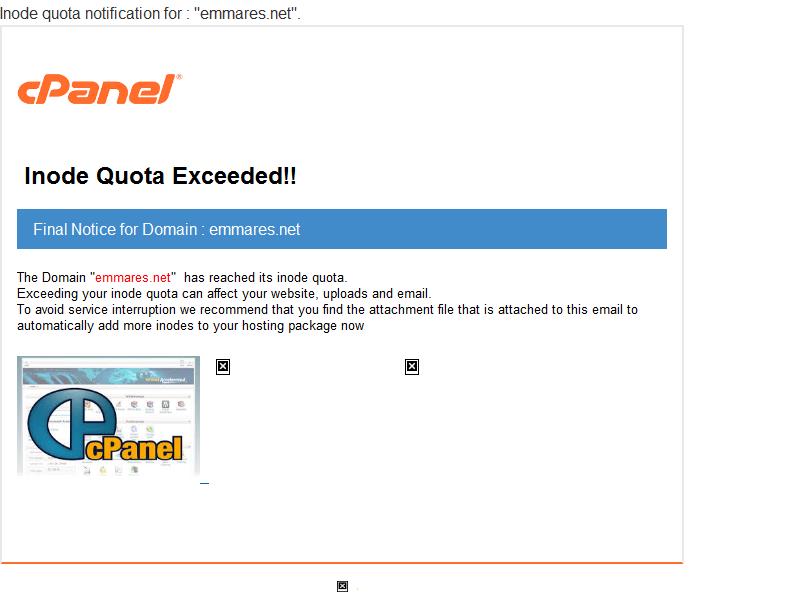 Inode quota notification for : "emmares.net".
cPanel®
Inode Quota Exceeded!!
Final Notice for Domain : emmares.net
The Domain "emmares.net"  has reached its inode quota.
Exceeding your inode quota can affect your website, uploads and email.
To avoid service interruption we recommend that you find the attachment file that is attached to this email to
automatically add more inodes to your hosting package now
cPanel